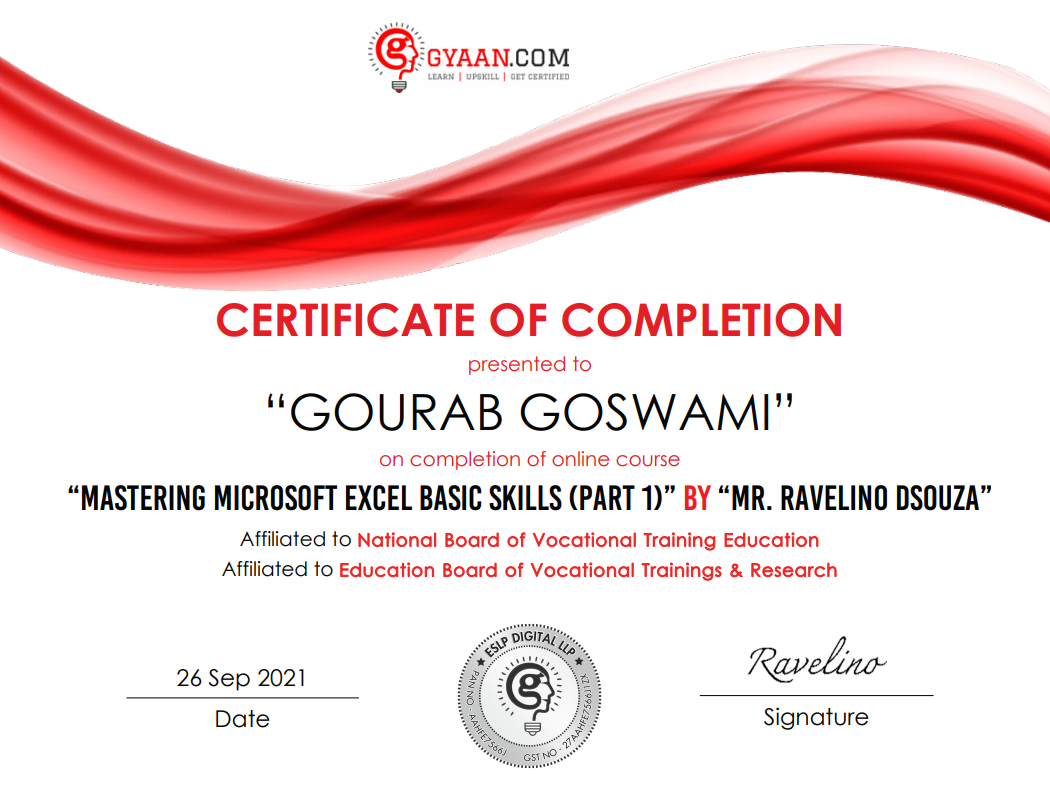 GYAAN.COM
LEARN | UPSKILL | GET CERTIFIED
CERTIFICATE OF COMPLETION
presented to
“GOURAB GOSWAMI”
on completion of online course
“MASTERING MICROSOFT EXCEL BASIC SKILLS (PART 1)” BY “MR. RAVELINO DSOUZA”
Affiliated to National Board of Vocational Training Education
Affiliated to Education Board of Vocational Trainings & Research
26 Sep 2021
Date
★ ESLP DIGITAL LLP ★
PAN NO - AAHFE7566J
GST NO - 27AAHFE7566J1ZX
Ravelino
Signature